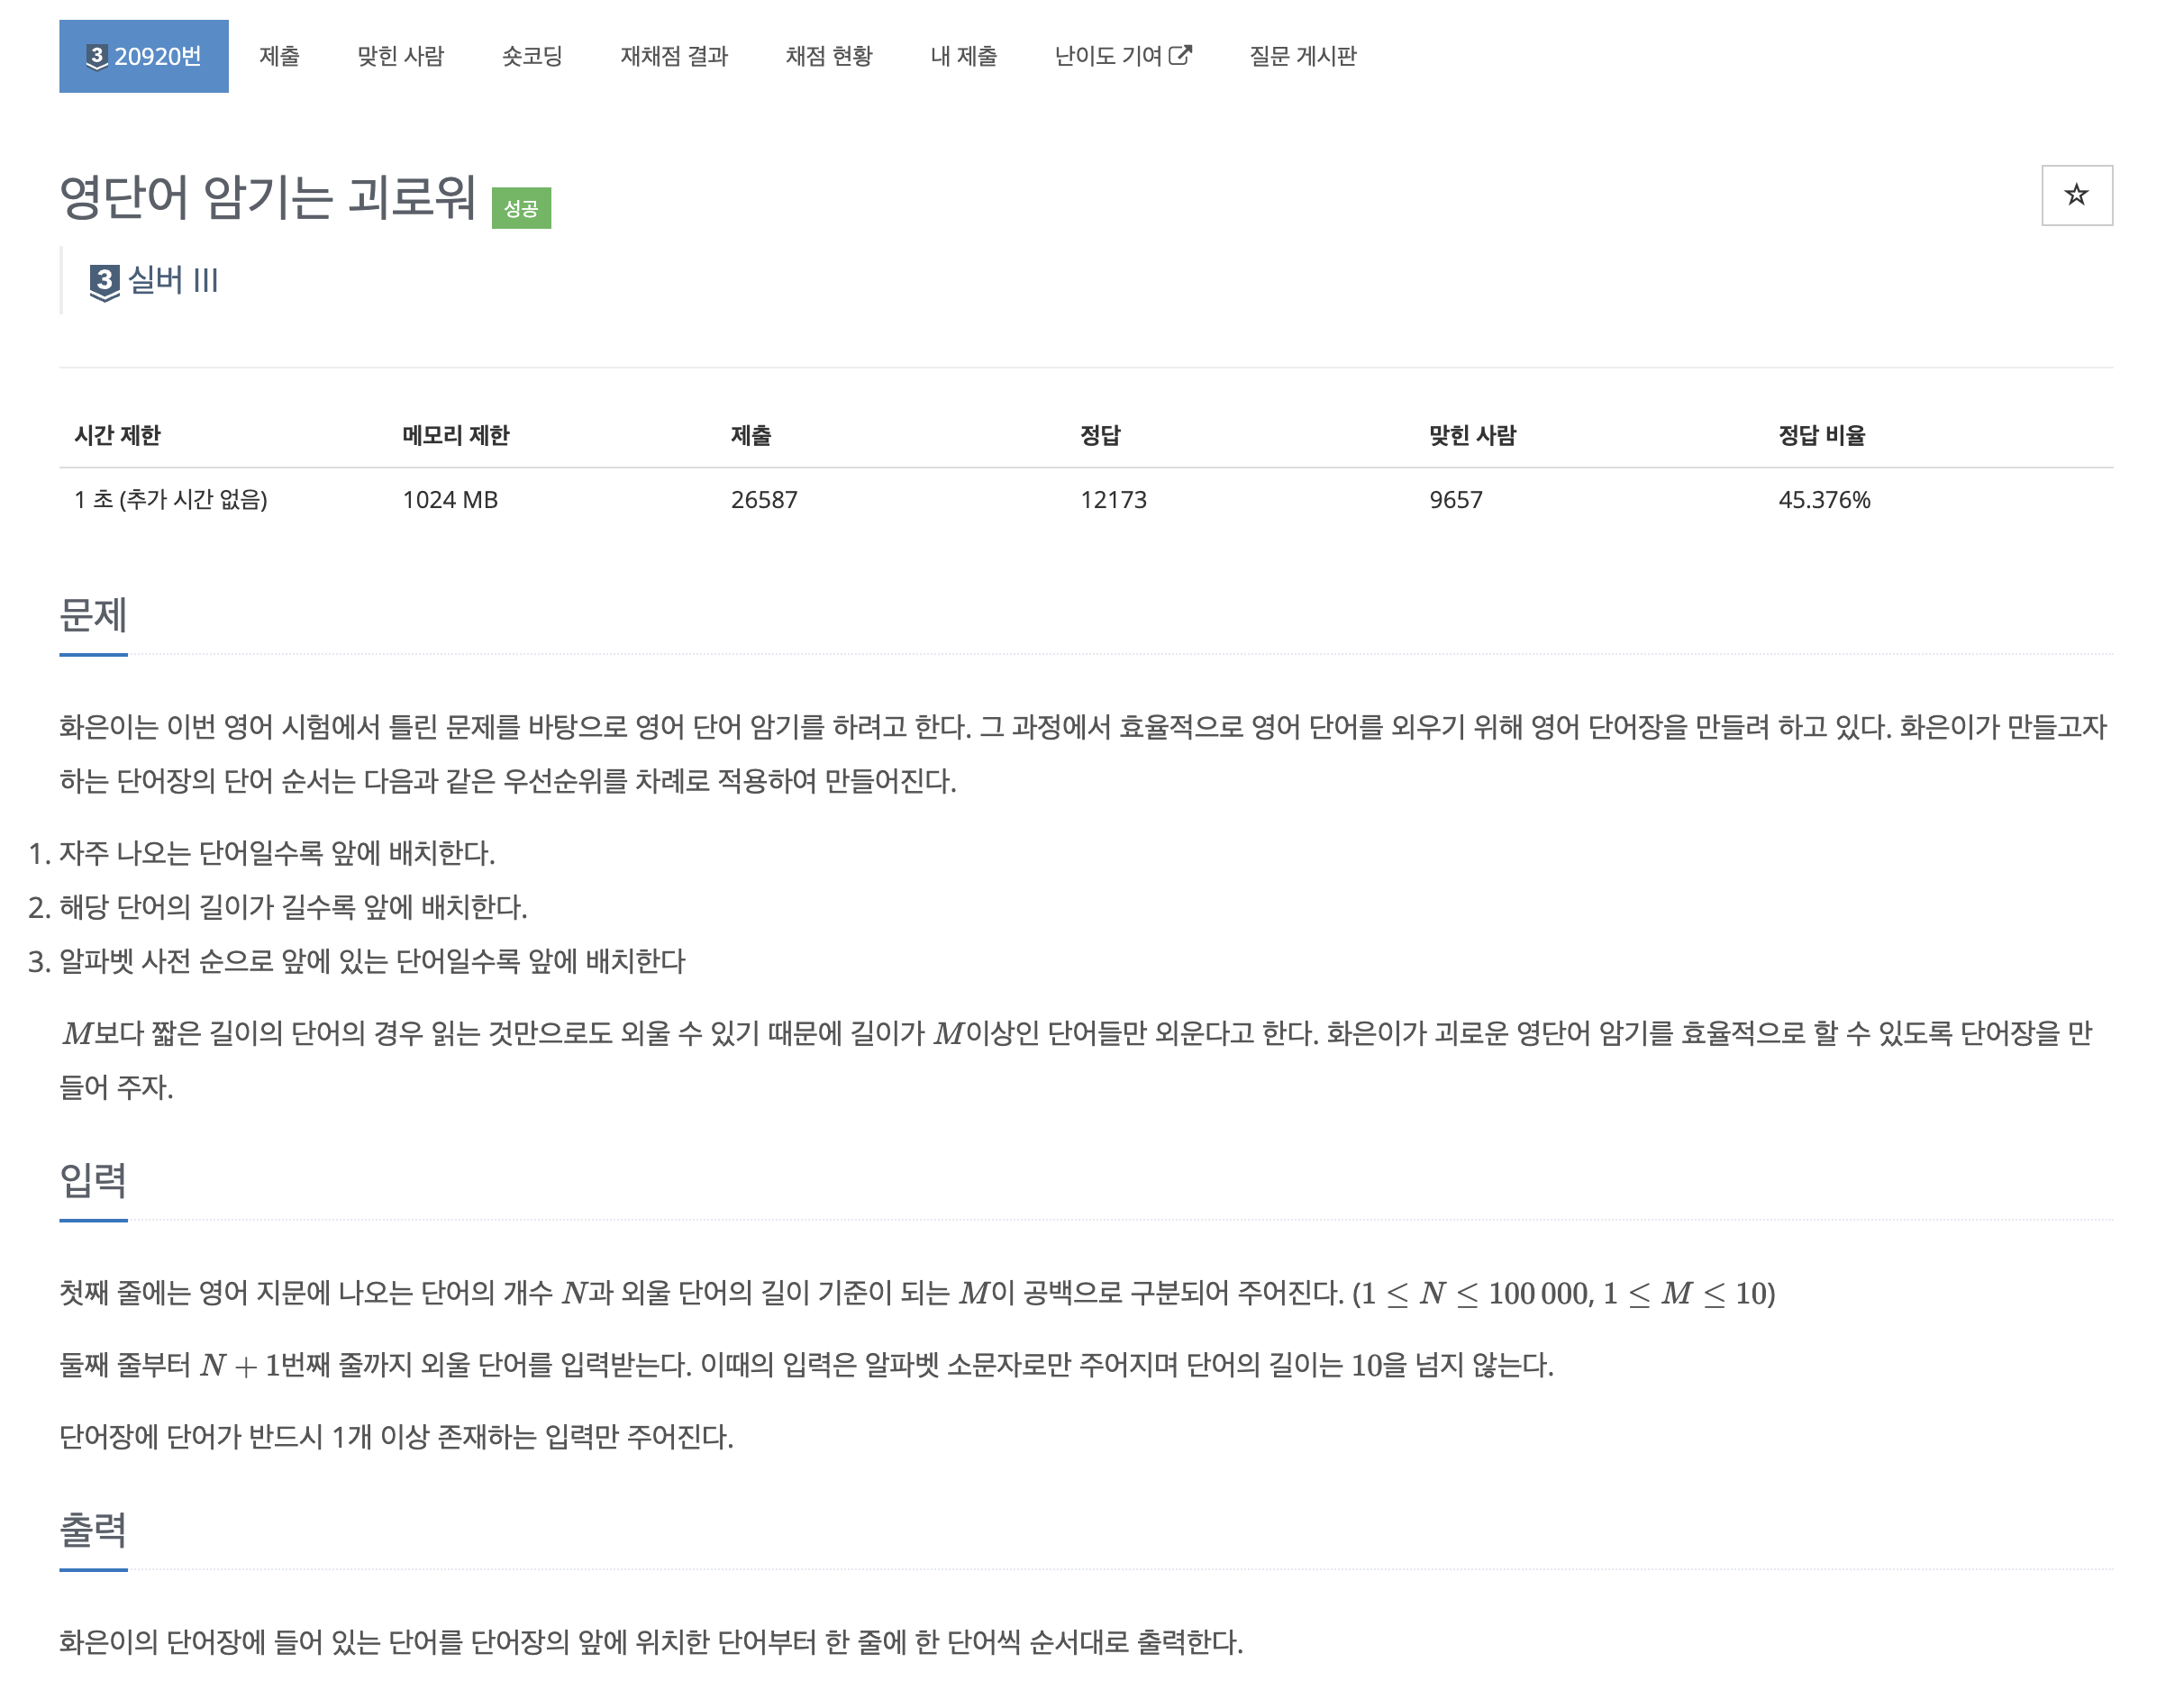 3 20920번 제출 맞힌 사람 숏코딩 재채점 결과 채점 현황 내 제출 난이도 기여 질문 게시판
영단어 암기는 괴로워 성공
3 실버 III
시간 제한 메모리 제한 제출 정답 맞힌 사람 정답 비율
1 초 (추가 시간 없음) 1024 MB 26587 12173 9657 45.376%
문제
화은이는 이번 영어 시험에서 틀린 문제를 바탕으로 영어 단어 암기를 하려고 한다. 그 과정에서 효율적으로 영어 단어를 외우기 위해 영어 단어장을 만들려 하고 있다. 화은이가 만들고자
하는 단어장의 단어 순서는 다음과 같은 우선순위를 차례로 적용하여 만들어진다.
1. 자주 나오는 단어일수록 앞에 배치한다.
2. 해당 단어의 길이가 길수록 앞에 배치한다.
3. 알파벳 사전 순으로 앞에 있는 단어일수록 앞에 배치한다
M보다 짧은 길이의 단어의 경우 읽는 것만으로도 외울 수 있기 때문에 길이가 M이상인 단어들만 외운다고 한다. 화은이가 괴로운 영단어 암기를 효율적으로 할 수 있도록 단어장을 만
들어 주자.
입력
첫째 줄에는 영어 지문에 나오는 단어의 개수 N과 외울 단어의 길이 기준이 되는 M이 공백으로 구분되어 주어진다. (1 ≤ N ≤ 100 000, 1 ≤ M ≤ 10)
둘째 줄부터 N + 1번째 줄까지 외울 단어를 입력받는다. 이때의 입력은 알파벳 소문자로만 주어지며 단어의 길이는 10을 넘지 않는다.
단어장에 단어가 반드시 1개 이상 존재하는 입력만 주어진다.
출력
화은이의 단어장에 들어 있는 단어를 단어장의 앞에 위치한 단어부터 한 줄에 한 단어씩 순서대로 출력한다.